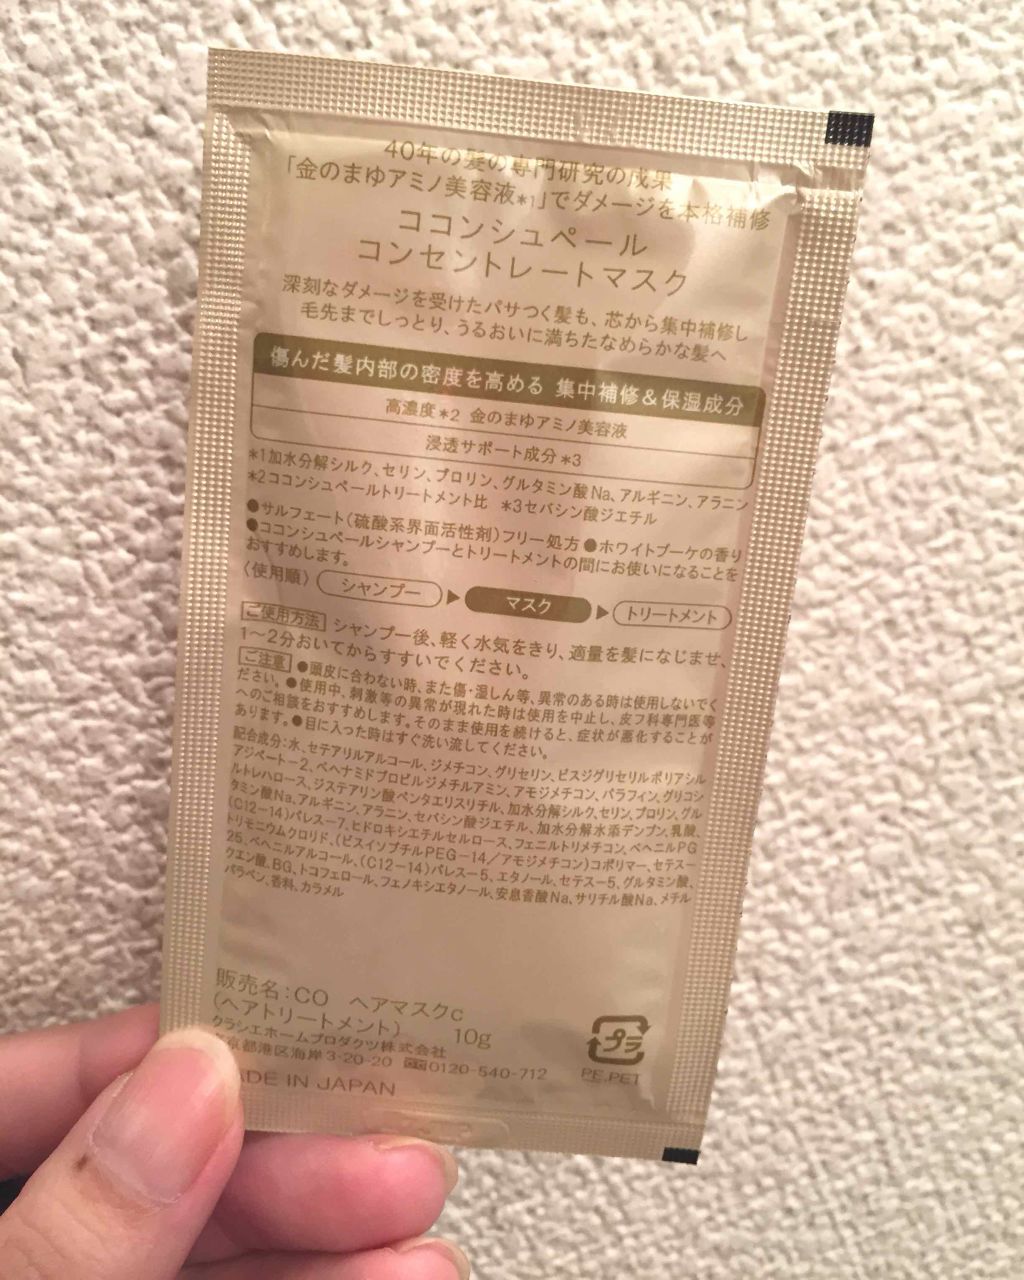 40年の髪の専門研究の成果
「金のまゆアミノ美容液*1」でダメージを本格補修
ココンシュペール
コンセントレートマスク
深刻なダメージを受けたパサつく髪も、芯から集中補修し
毛先までしっとり、うるおいに満ちたなめらかな髪へ
傷んだ髪内部の密度を高める 集中補修&保湿成分
高濃度*2 金のまゆアミノ美容液
浸透サポート成分*3
*1加水分解シルク、セリン、プロリン、グルタミン酸Na、アルギニン、アラニン
*2ココンシュペールトリートメント比 *3セバシン酸ジエチル
●サルフェート(硫酸系界面活性剤)フリー処方 ●ホワイトブーケの香り
●ココンシュペールシャンプーとトリートメントの間にお使いになることを
おすすめします。
〈使用順〉 シャンプー ▶ マスク ▶ トリートメント
ご使用方法 シャンプー後、軽く水気をきり、適量を髪になじませ、
1〜2分おいてからすすいでください。
ご注意 ●頭皮に合わない時、また傷・湿しん等、異常のある時は使用しないでく
ださい。●使用中、刺激等の異常が現れた時は使用を中止し、皮フ科専門医等
へのご相談をおすすめします。そのまま使用を続けると、症状が悪化することが
あります。●目に入った時はすぐ洗い流してください。
配合成分:水、セテアリルアルコール、ジメチコン、グリセリン、ビスジグリセリルポリアシル
アジペート-2、ベヘナミドプロピルジメチルアミン、アモジメチコン、パラフィン、グリコシ
ルトレハロース、ジステアリン酸ペンタエリスリチル、加水分解シルク、セリン、プロリン、グル
タミン酸Na、アルギニン、アラニン、セバシン酸ジエチル、加水分解水添デンプン、乳酸、
(C12-14)パレス-7、ヒドロキシエチルセルロース、フェニルトリメチコン、ベヘニルPG
トリモニウムクロリド、(ビスイソブチルPEG-14/アモジメチコン)コポリマー、セテス-
25、ベヘニルアルコール、(C12-14)パレス-5、エタノール、セテス-5、グルタミン酸、
クエン酸、BG、トコフェロール、フェノキシエタノール、安息香酸Na、サリチル酸Na、メチル
パラベン、香料、カラメル
販売名:CO ヘアマスクc
(ヘアトリートメント) 10g
クラシエホームプロダクツ株式会社
京都港区海岸3-20-20 0120-540-712
ADE IN JAPAN
プラ
PE,PET